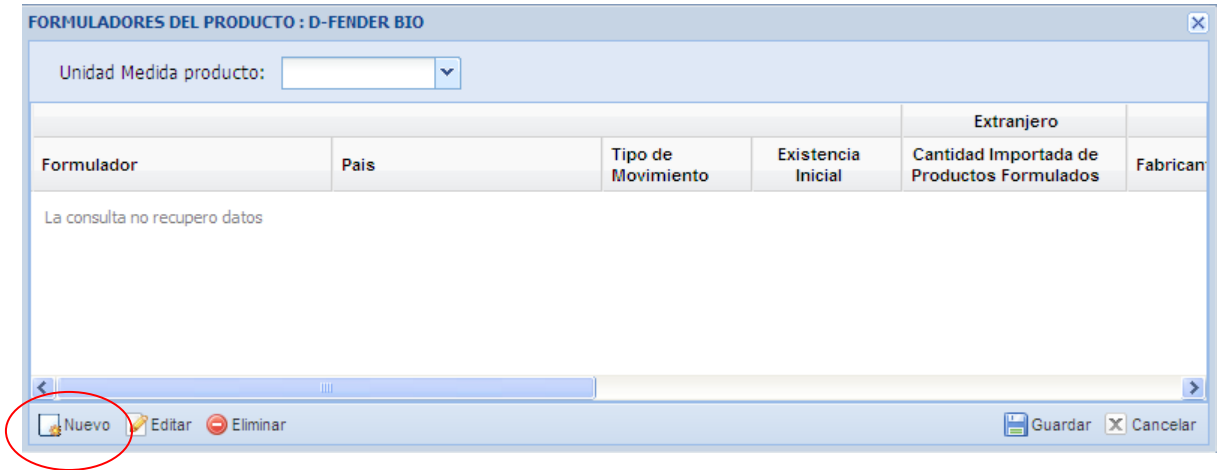 FORMULADORES DEL PRODUCTO : D-FENDER BIO
Unidad Medida producto:
Extranjero
Formulador Pais Tipo de Movimiento Existencia Inicial Cantidad Importada de Productos Formulados Fabrican
La consulta no recupero datos
Nuevo Editar Eliminar Guardar Cancelar